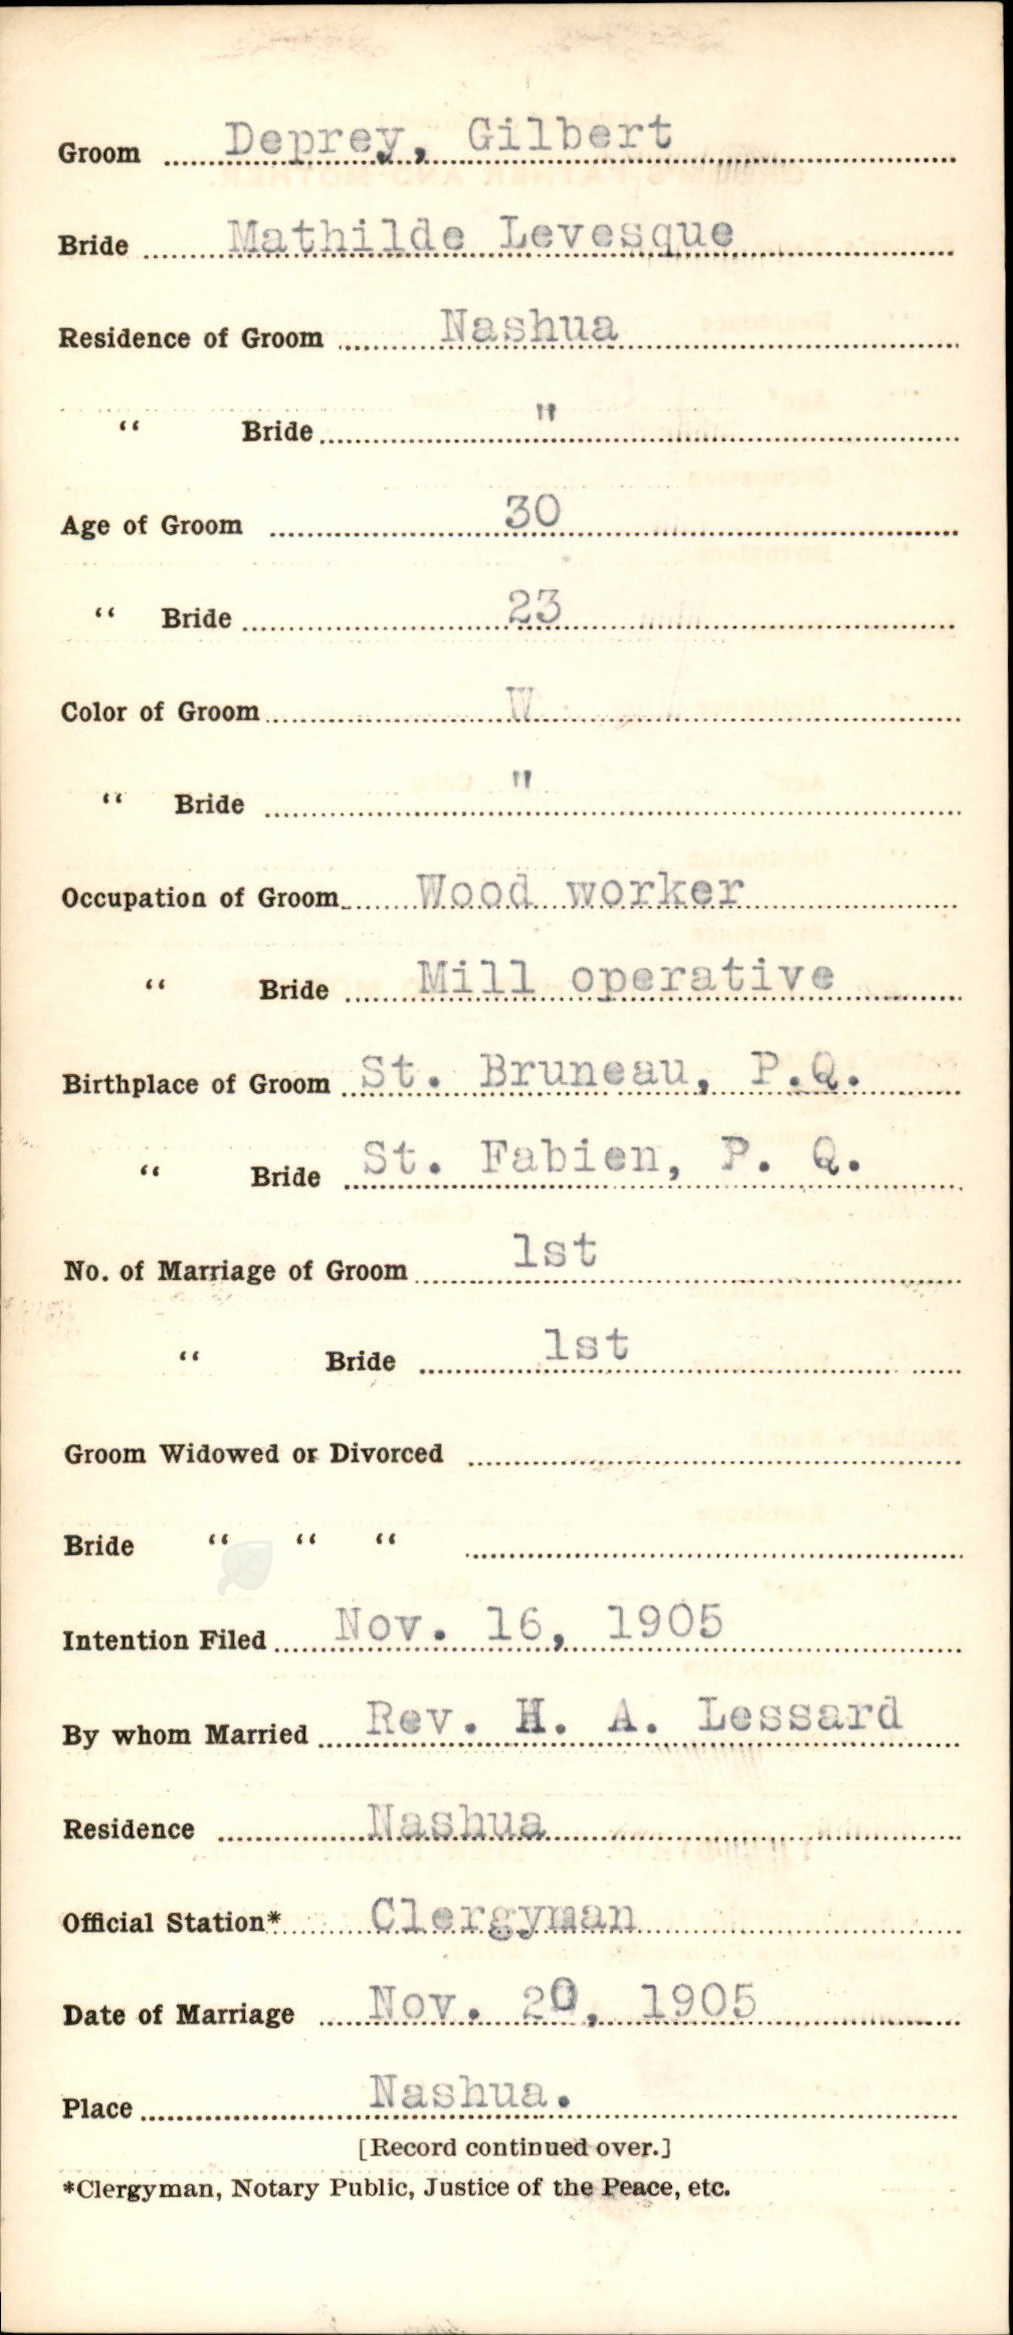 Groom Deprey, Gilbert
Bride Mathilde Levesque
Residence of Groom Nashua
" Bride "
Age of Groom 30
" Bride 23
Color of Groom W
" Bride "
Occupation of Groom Wood worker
" Bride Mill operative
Birthplace of Groom St. Bruneau, P.Q.
" Bride St. Fabien, P. Q.
No. of Marriage of Groom 1st
" Bride 1st
Groom Widowed or Divorced
Bride " " "
Intention Filed Nov. 16, 1905
By whom Married Rev. H. A. Lessard
Residence Nashua
Official Station* Clergyman
Date of Marriage Nov. 20, 1905
Place Nashua.
[Record continued over.]
*Clergyman, Notary Public, Justice of the Peace, etc.